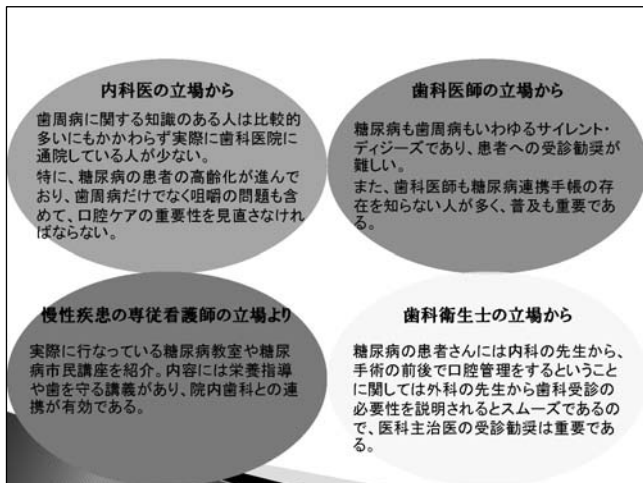 内科医の立場から
歯周病に関する知識のある人は比較的
多いにもかかわらず実際に歯科医院に
通院している人が少ない。
特に、糖尿病の患者の高齢化が進んで
おり、歯周病だけでなく咀嚼の問題も含
めて、口腔ケアの重要性を見直さなけれ
ばならない。
歯科医師の立場から
糖尿病も歯周病もいわゆるサイレント・
ディジーズであり、患者への受診勧奨が
難しい。
また、歯科医師も糖尿病連携手帳の存
在を知らない人が多く、普及も重要であ
る。
慢性疾患の専従看護師の立場より
実際に行なっている糖尿病教室や糖尿
病市民講座を紹介。内容には栄養指導
や歯を守る講義があり、院内歯科との連
携が有効である。
歯科衛生士の立場から
糖尿病の患者さんには内科の先生から、
手術の前後で口腔管理をするということ
に関しては外科の先生から歯科受診の
必要性を説明されるとスムーズであるの
で、医科主治医の受診勧奨は重要であ
る。